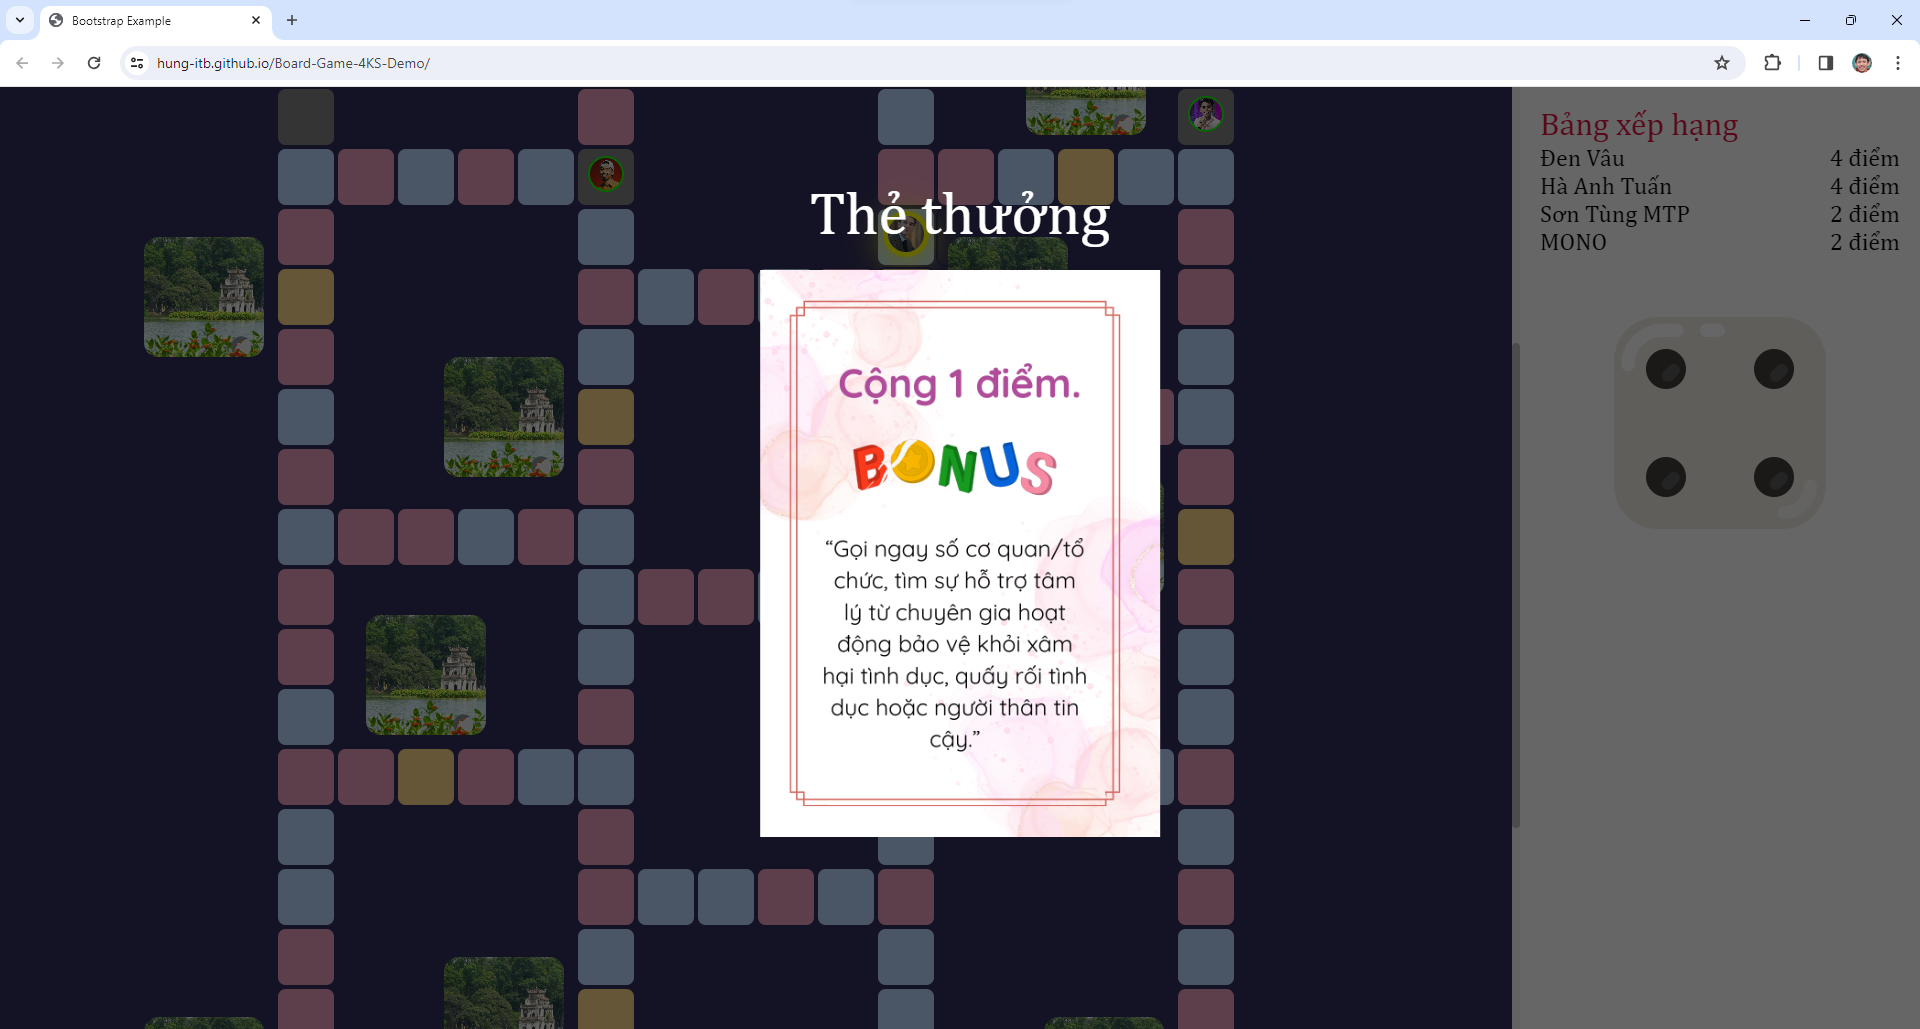 Bootstrap Example
hung-itb.github.io/Board-Game-4KS-Demo/
Bảng xếp hạng
Đen Vâu 4 điểm
Hà Anh Tuấn 4 điểm
Sơn Tùng MTP 2 điểm
MONO 2 điểm
Thẻ thưởng
Cộng 1 điểm.
BONUS
“Gọi ngay số cơ quan/tổ
chức, tìm sự hỗ trợ tâm
lý từ chuyên gia hoạt
động bảo vệ khỏi xâm
hại tình dục, quấy rối tình
dục hoặc người thân tin
cậy.”